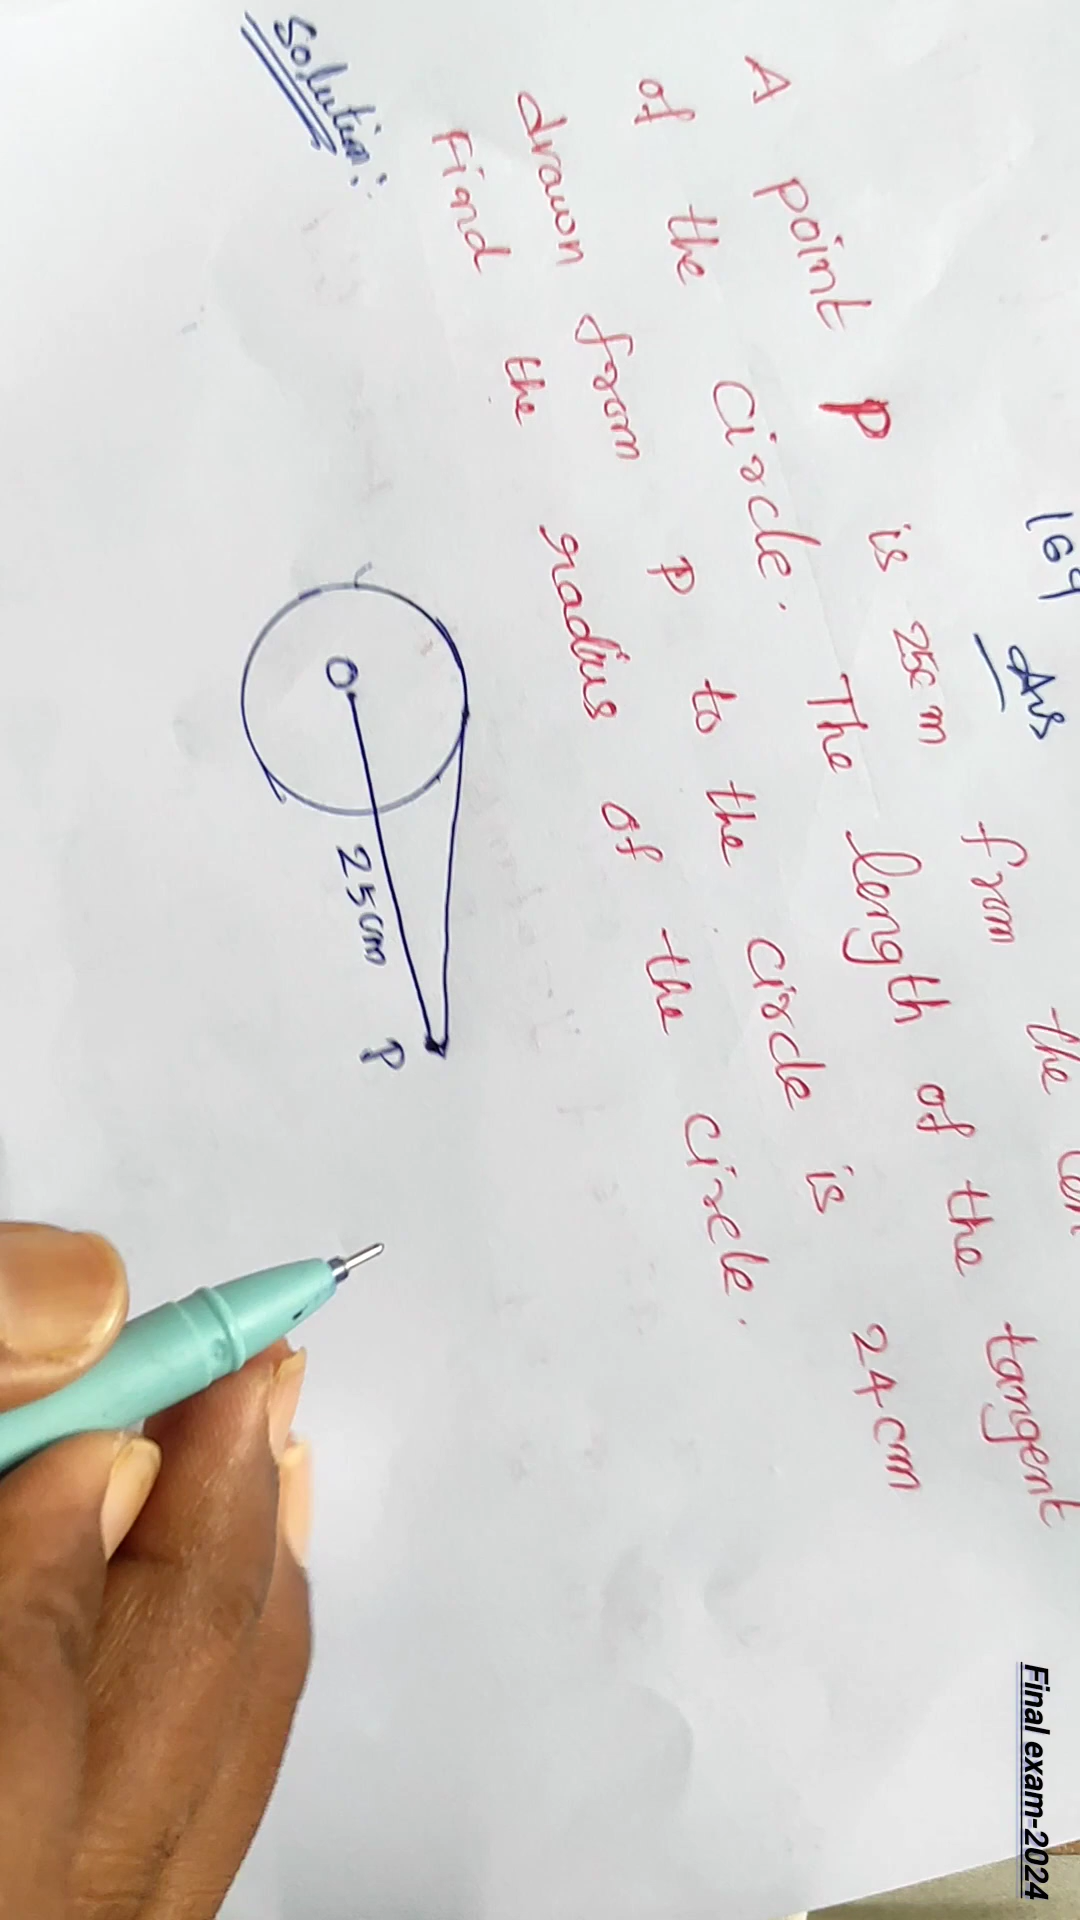 169
Ans
A point P is 25cm from the cen
of the circle. The length of the tangent
drawn from P to the circle is 24cm
Find the radius of the circle.
Solution:
O
25cm
P
Final exam-2024